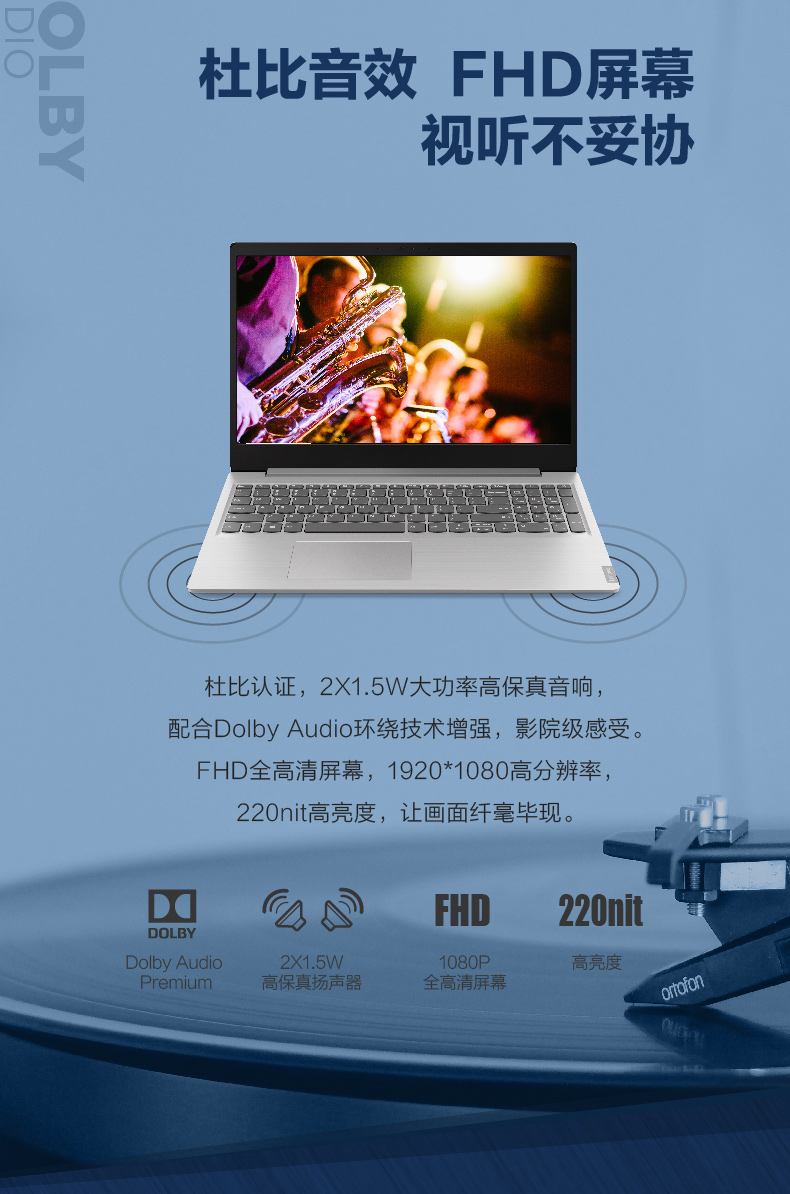 DOLBY
AUDIO
杜比音效 FHD屏幕
视听不妥协
杜比认证，2X1.5W大功率高保真音响，
配合Dolby Audio环绕技术增强，影院级感受。
FHD全高清屏幕，1920*1080高分辨率，
220nit高亮度，让画面纤毫毕现。
DOLBY
Dolby Audio
Premium
2X1.5W
高保真扬声器
FHD
1080P
全高清屏幕
220nit
高亮度
ortofon